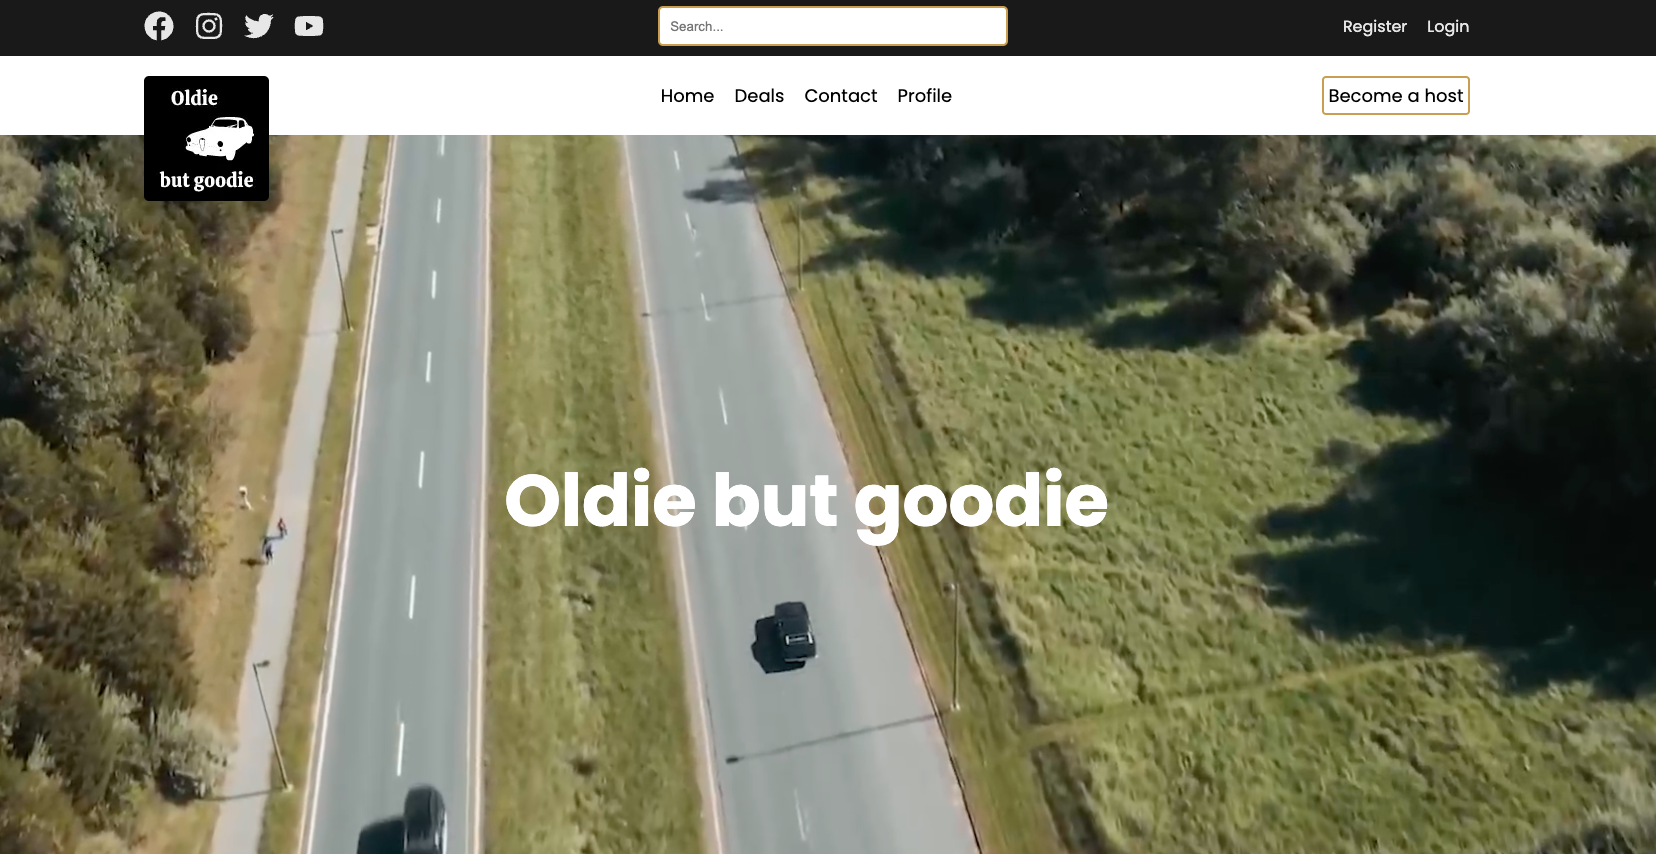 Search...
Register
Login
Oldie
but goodie
Home
Deals
Contact
Profile
Become a host
Oldie but goodie